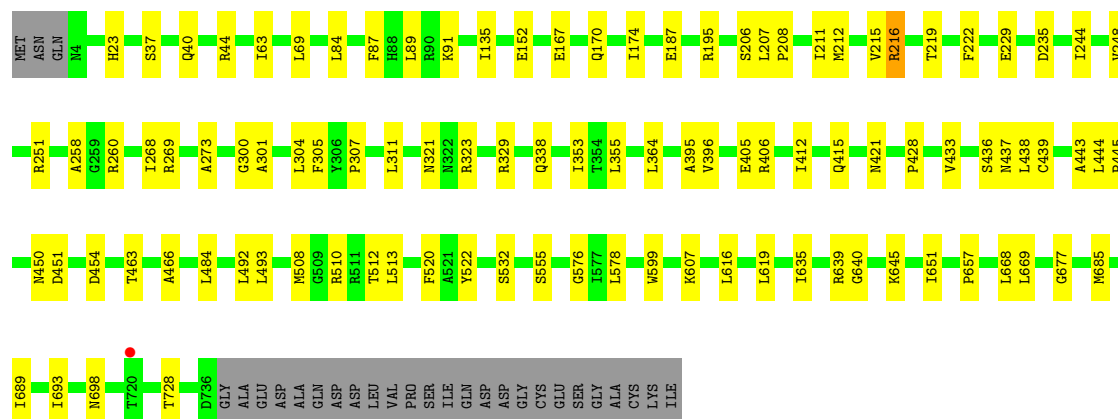 MET ASN GLN N4 H23 S37 Q40 R44 I63 L69 L84 F87 H88 L89 R90 K91 I135 E152 E167 Q170 I174 E187 R195 S206 L207 P208 I211 M212 V215 R216 T219 F222 E229 D235 I244 V248
R251 A258 G259 R260 I268 R269 A273 G300 A301 L304 F305 Y306 P307 L311 N321 N322 R323 R329 Q338 I353 T354 L355 L364 A395 V396 E405 R406 I412 Q415 N421 P428 V433 S436 N437 L438 C439 A443 L444
N450 D451 D454 T463 A466 L484 L492 L493 M508 G509 R510 R511 T512 L513 F520 A521 Y522 S532 S555 G576 I577 L578 W599 K607 L616 L619 I635 R639 G640 K645 I651 P657 L668 L669 G677 M685
I689 I693 N698 T720 T728 D736 GLY ALA GLU ASP ASP ALA GLN ASP ASP LEU VAL PRO SER ILE GLN ASP ASP GLY CYS GLU SER GLY ALA CYS LYS ILE